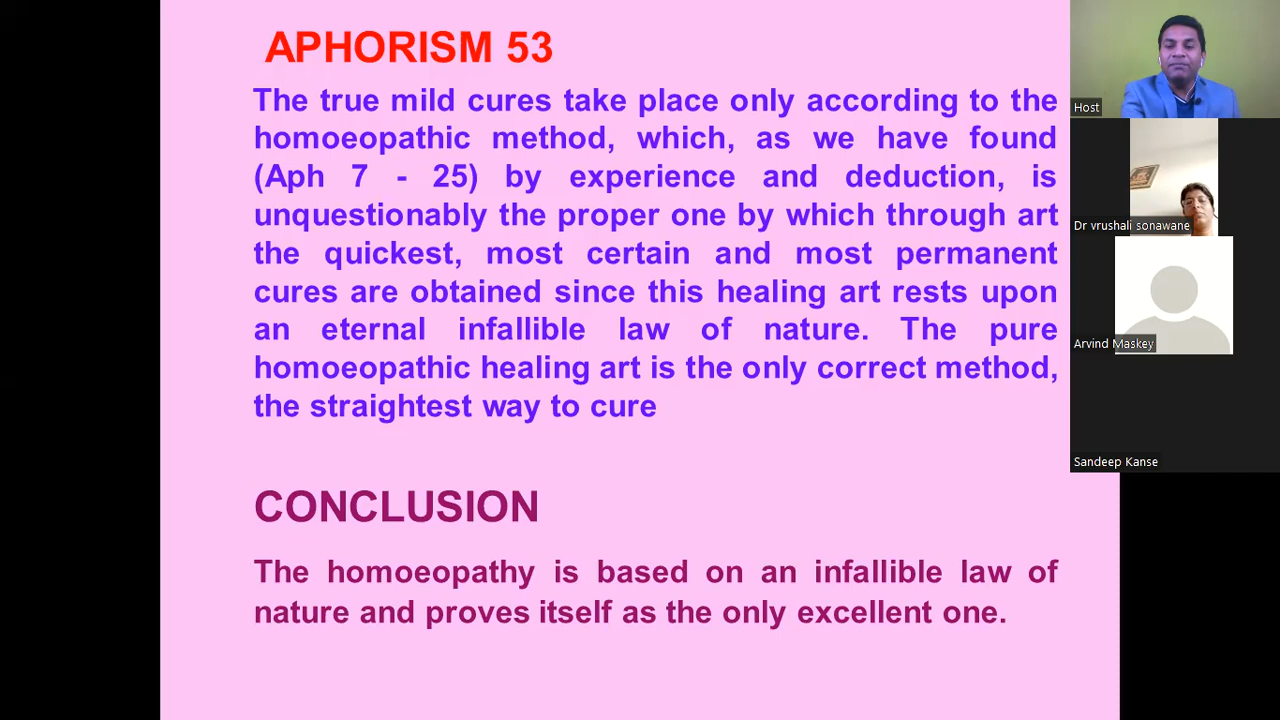 APHORISM 53
The true mild cures take place only according to the
homoeopathic method, which, as we have found
(Aph 7 - 25) by experience and deduction, is
unquestionably the proper one by which through art
the quickest, most certain and most permanent
cures are obtained since this healing art rests upon
an eternal infallible law of nature. The pure
homoeopathic healing art is the only correct method,
the straightest way to cure
CONCLUSION
The homoeopathy is based on an infallible law of
nature and proves itself as the only excellent one.
Host
Dr vrushali sonawane
Arvind Maskey
Sandeep Kanse